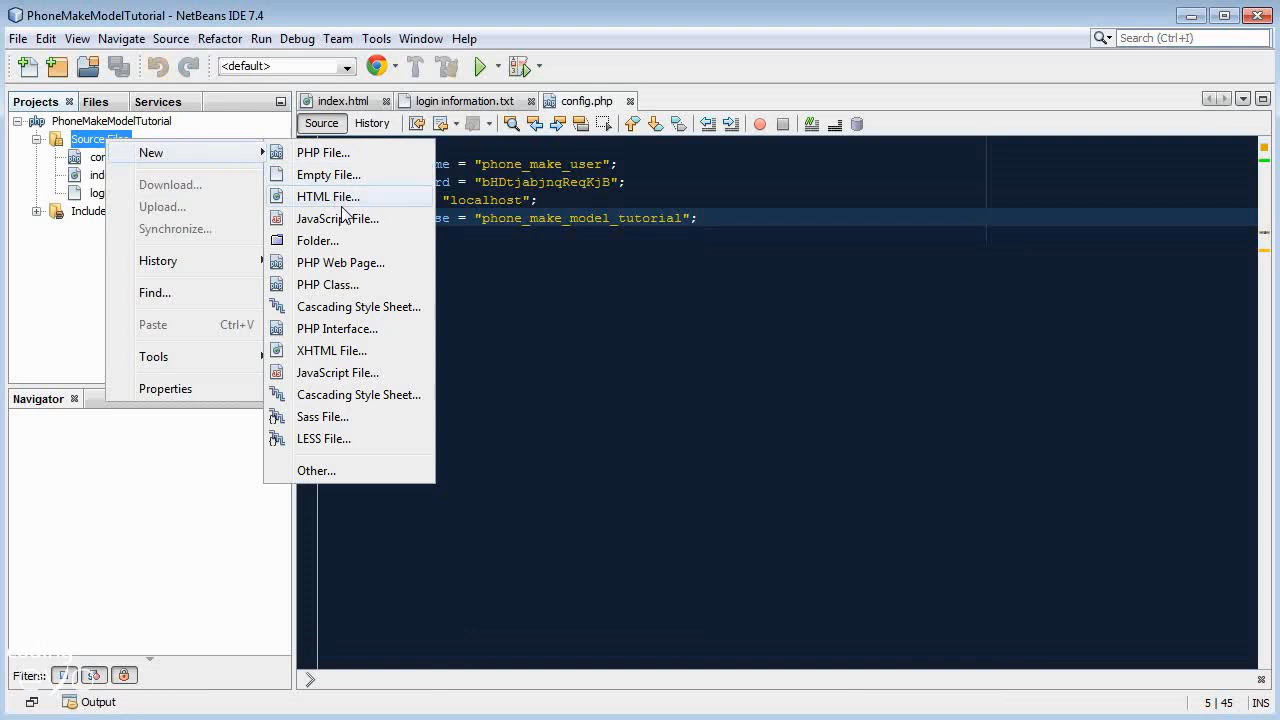 PhoneMakeModelTutorial - NetBeans IDE 7.4
File Edit View Navigate Source Refactor Run Debug Team Tools Window Help
Search (Ctrl+I)
<default>
Projects Files Services
index.html login information.txt config.php
Source History
PhoneMakeModelTutorial
Source Files
Include
New
Download...
Upload...
Synchronize...
History
Find...
Paste Ctrl+V
Tools
Properties
PHP File...
Empty File...
HTML File...
JavaScript File...
Folder...
PHP Web Page...
PHP Class...
Cascading Style Sheet...
PHP Interface...
XHTML File...
JavaScript File...
Cascading Style Sheet...
Sass File...
LESS File...
Other...
me = "phone_make_user";
rd = "bHDtjabjnqReqKjB";
"localhost";
se = "phone_make_model_tutorial";
Navigator
Filters:
Output
5 | 45 INS